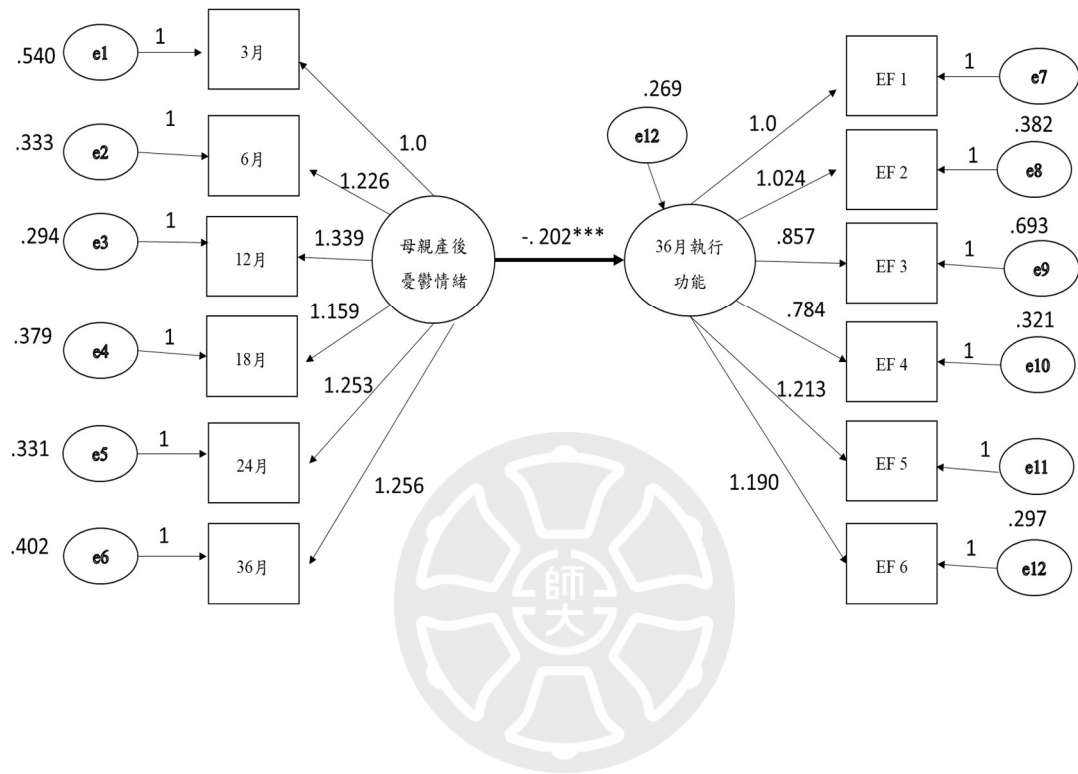 .540
e1
1
3月
.333
e2
1
6月
.294
e3
1
12月
.379
e4
1
18月
.331
e5
1
24月
.402
e6
1
36月
1.0
1.226
1.339
1.159
1.253
1.256
母親產後
憂鬱情緒
-. 202***
.269
e12
36月執行
功能
1.0
1.024
.857
.784
1.213
1.190
EF 1
1
e7
.382
EF 2
1
e8
.693
EF 3
1
e9
.321
EF 4
1
e10
EF 5
1
e11
.297
EF 6
1
e12
師
大